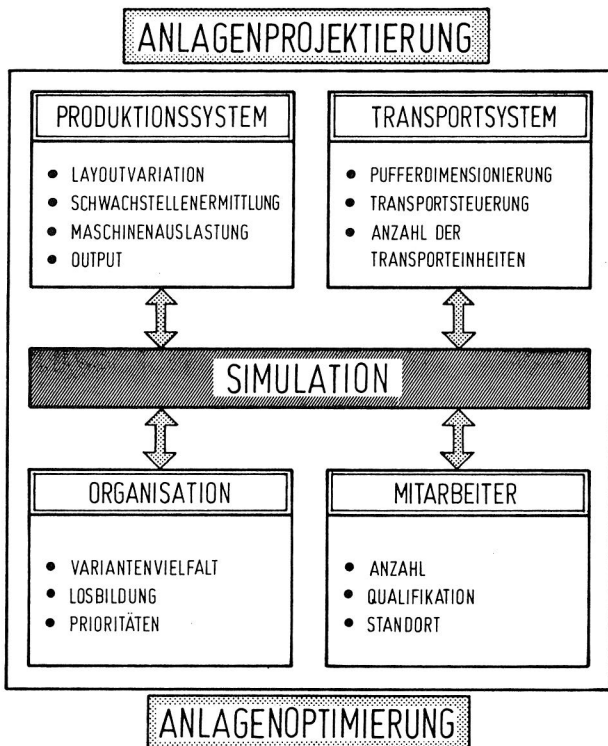 ANLAGENPROJEKTIERUNG
PRODUKTIONSSYSTEM
• LAYOUTVARIATION
• SCHWACHSTELLENERMITTLUNG
• MASCHINENAUSLASTUNG
• OUTPUT
TRANSPORTSYSTEM
• PUFFERDIMENSIONIERUNG
• TRANSPORTSTEUERUNG
• ANZAHL DER
TRANSPORTEINHEITEN
SIMULATION
ORGANISATION
• VARIANTENVIELFALT
• LOSBILDUNG
• PRIORITÄTEN
MITARBEITER
• ANZAHL
• QUALIFIKATION
• STANDORT
ANLAGENOPTIMIERUNG